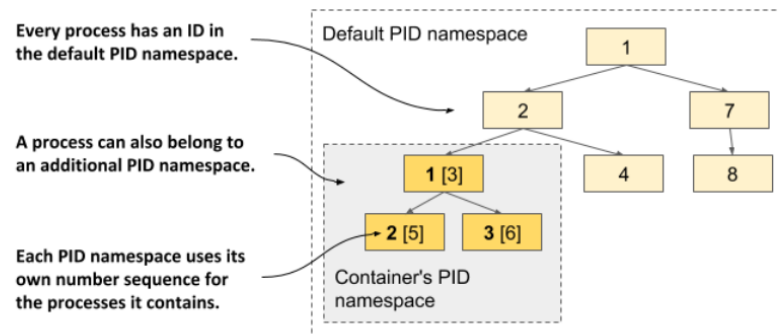 Every process has an ID in
the default PID namespace.
Default PID namespace
1
2
7
A process can also belong to
an additional PID namespace.
1 [3]
4
8
2 [5]
3 [6]
Each PID namespace uses its
own number sequence for
the processes it contains.
Container's PID
namespace